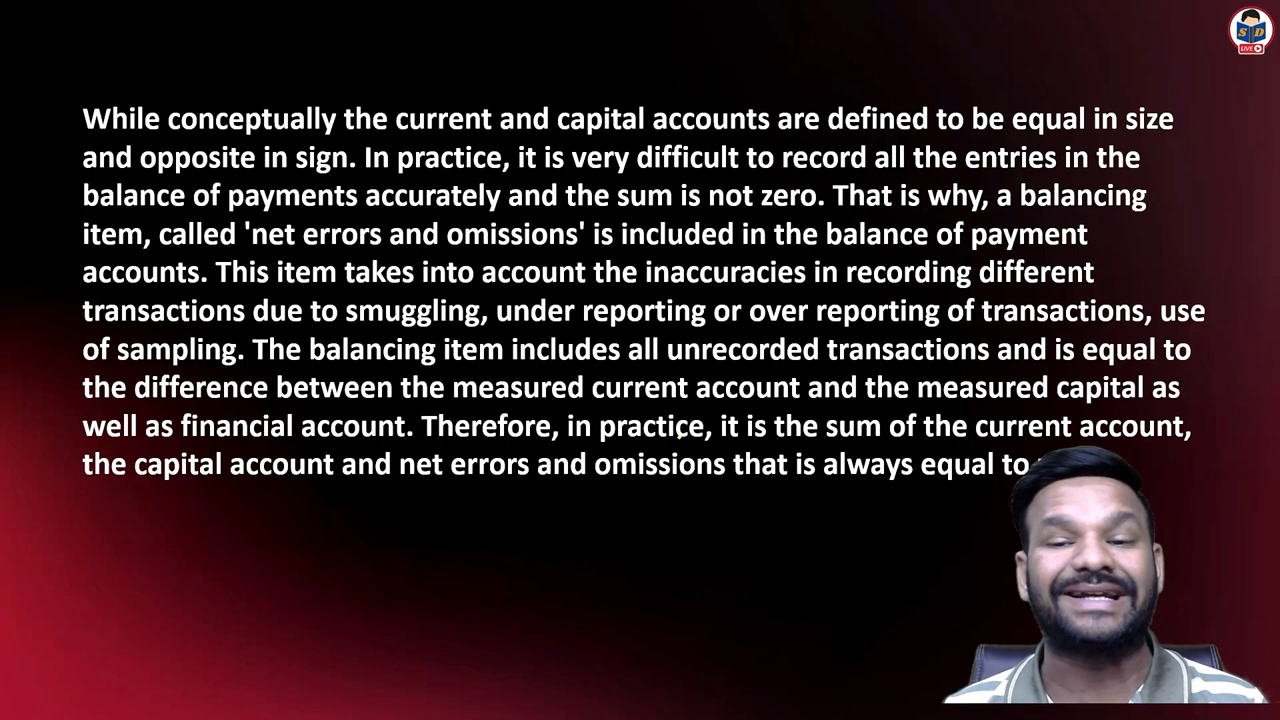 S D
LIVE
While conceptually the current and capital accounts are defined to be equal in size
and opposite in sign. In practice, it is very difficult to record all the entries in the
balance of payments accurately and the sum is not zero. That is why, a balancing
item, called 'net errors and omissions' is included in the balance of payment
accounts. This item takes into account the inaccuracies in recording different
transactions due to smuggling, under reporting or over reporting of transactions, use
of sampling. The balancing item includes all unrecorded transactions and is equal to
the difference between the measured current account and the measured capital as
well as financial account. Therefore, in practice, it is the sum of the current account,
the capital account and net errors and omissions that is always equal to